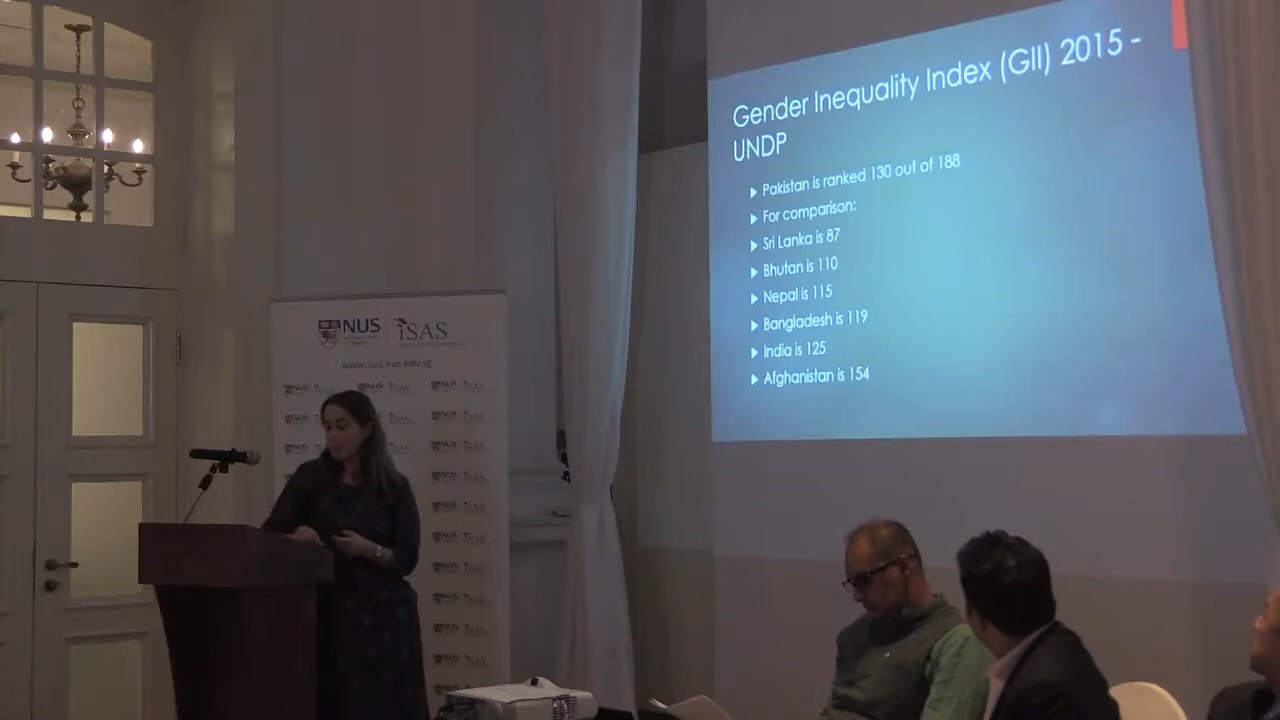 Gender Inequality Index (GII) 2015 -
UNDP
Pakistan is ranked 130 out of 188
For comparison:
Sri Lanka is 87
Bhutan is 110
Nepal is 115
Bangladesh is 119
India is 125
Afghanistan is 154
NUS
iSAS
www.isas.nus.edu.sg